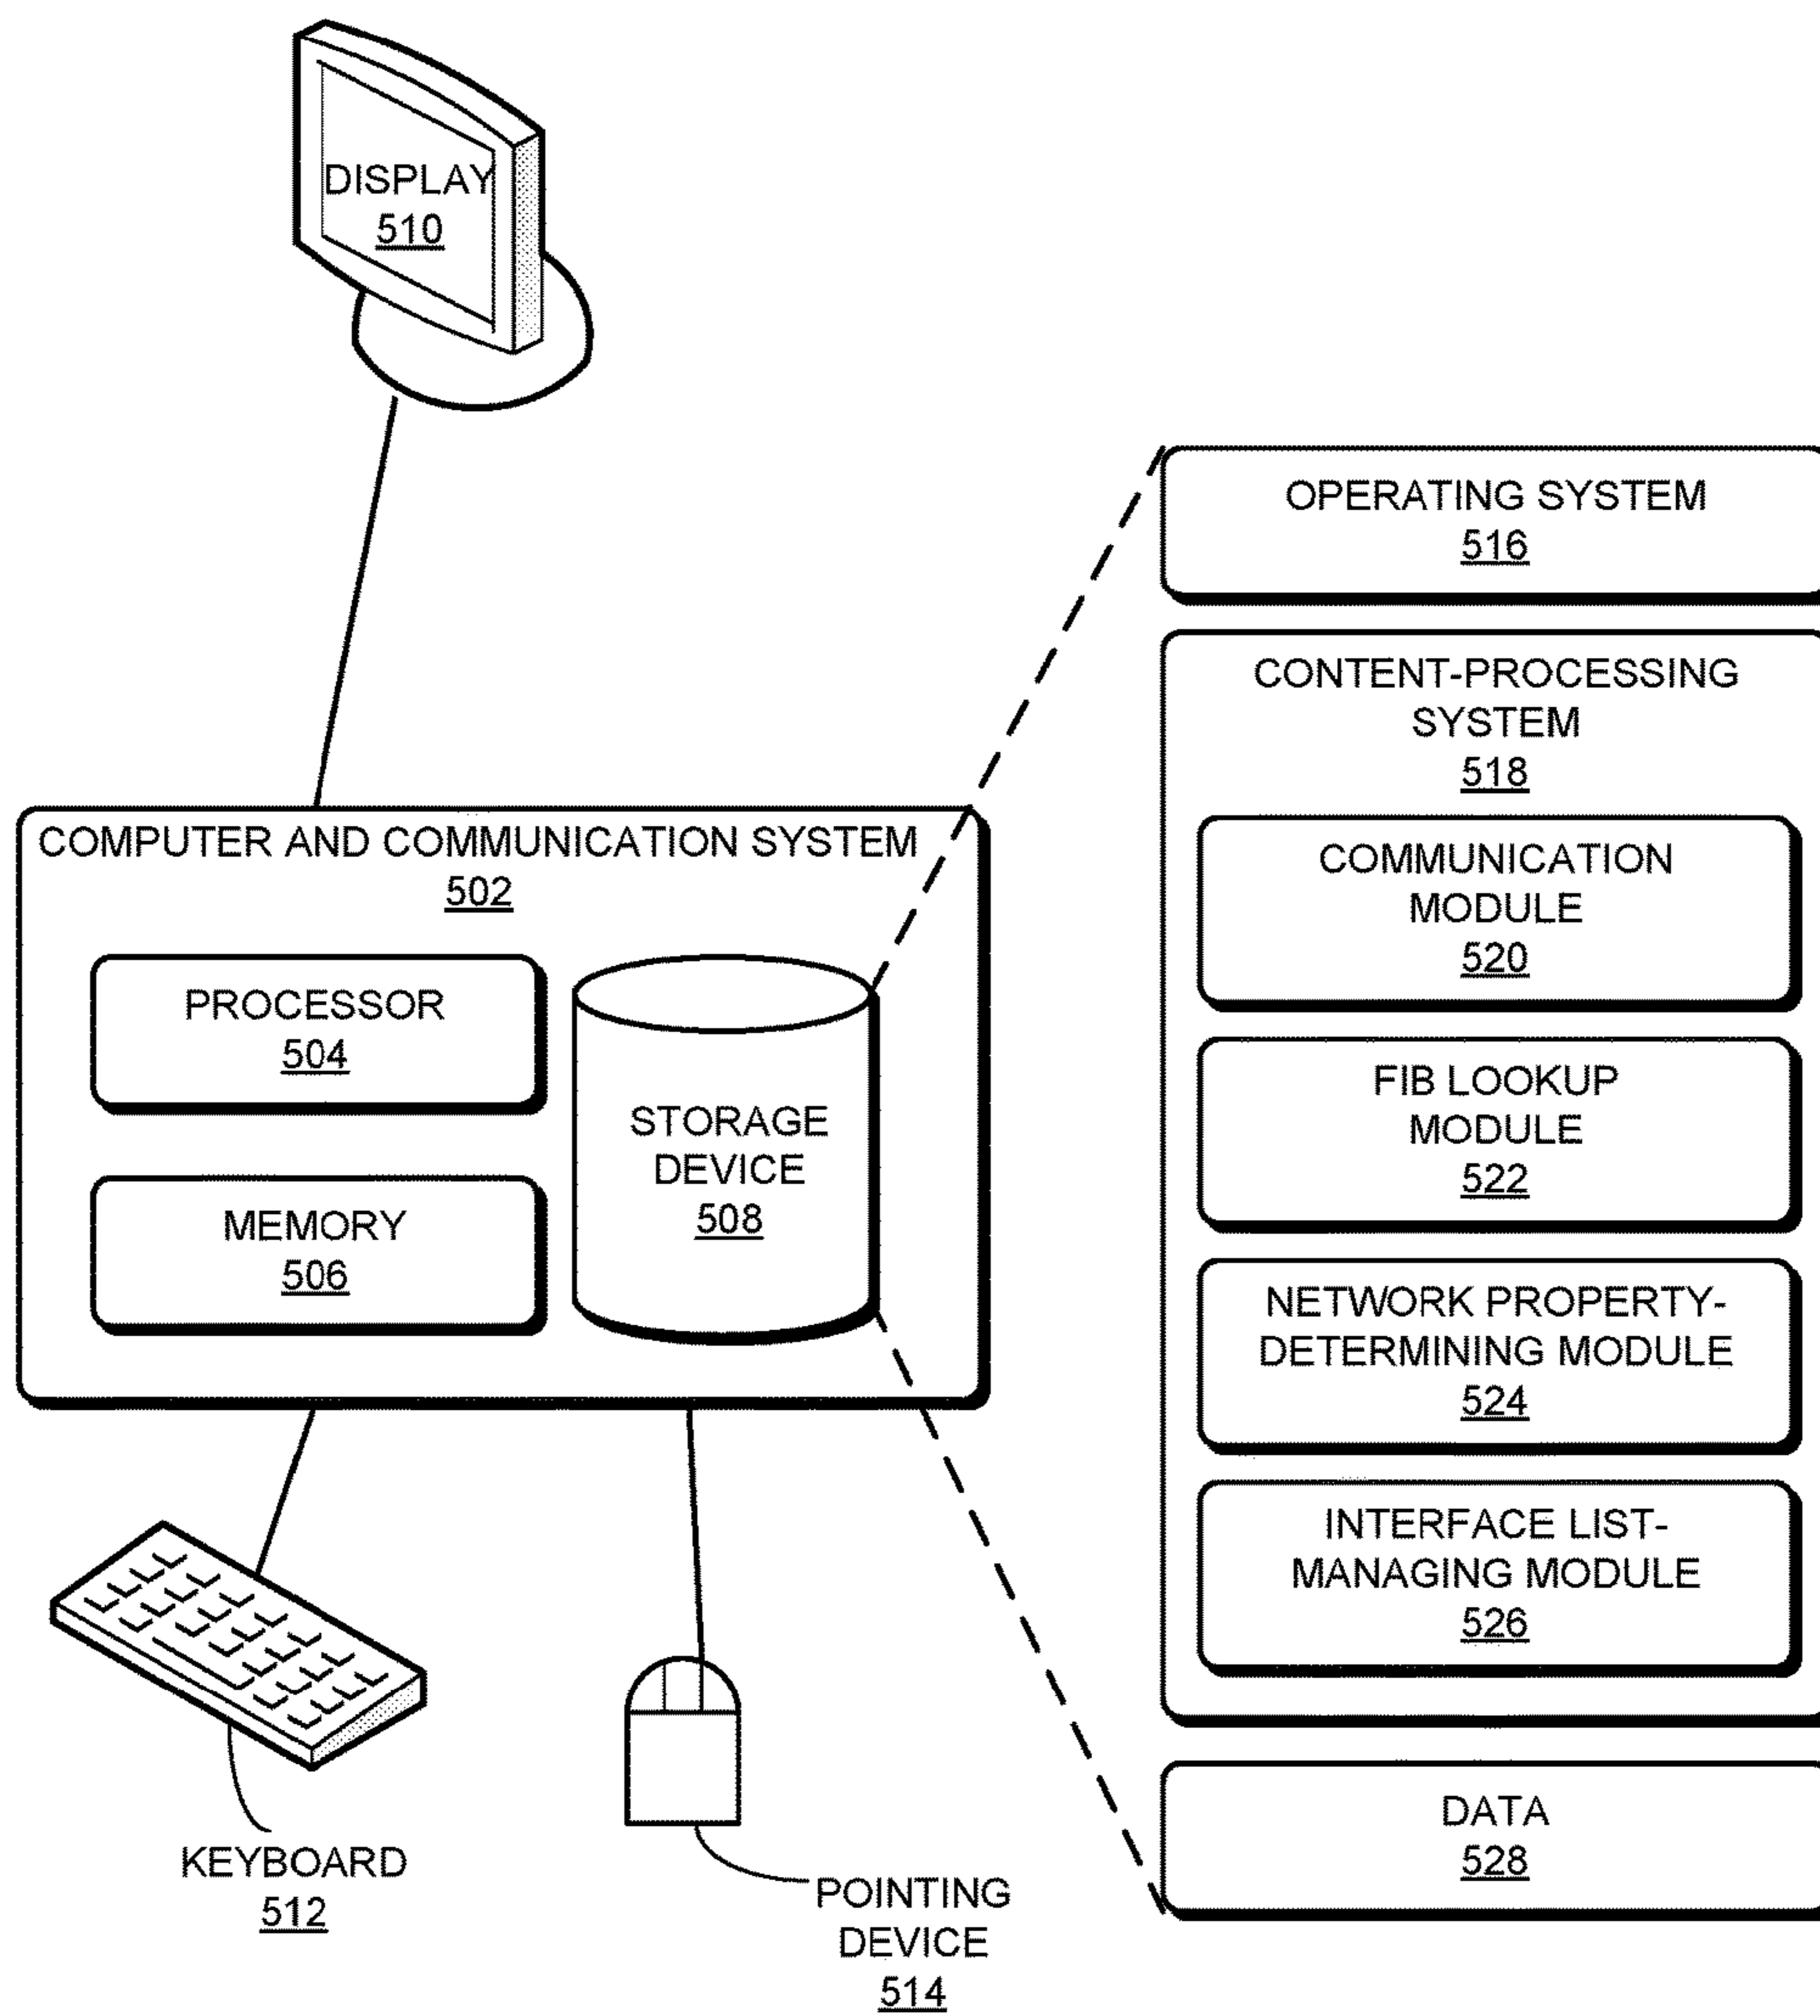 DISPLAY
510
COMPUTER AND COMMUNICATION SYSTEM
502
PROCESSOR
504
MEMORY
506
STORAGE
DEVICE
508
KEYBOARD
512
POINTING
DEVICE
514
OPERATING SYSTEM
516
CONTENT-PROCESSING
SYSTEM
518
COMMUNICATION
MODULE
520
FIB LOOKUP
MODULE
522
NETWORK PROPERTY-
DETERMINING MODULE
524
INTERFACE LIST-
MANAGING MODULE
526
DATA
528